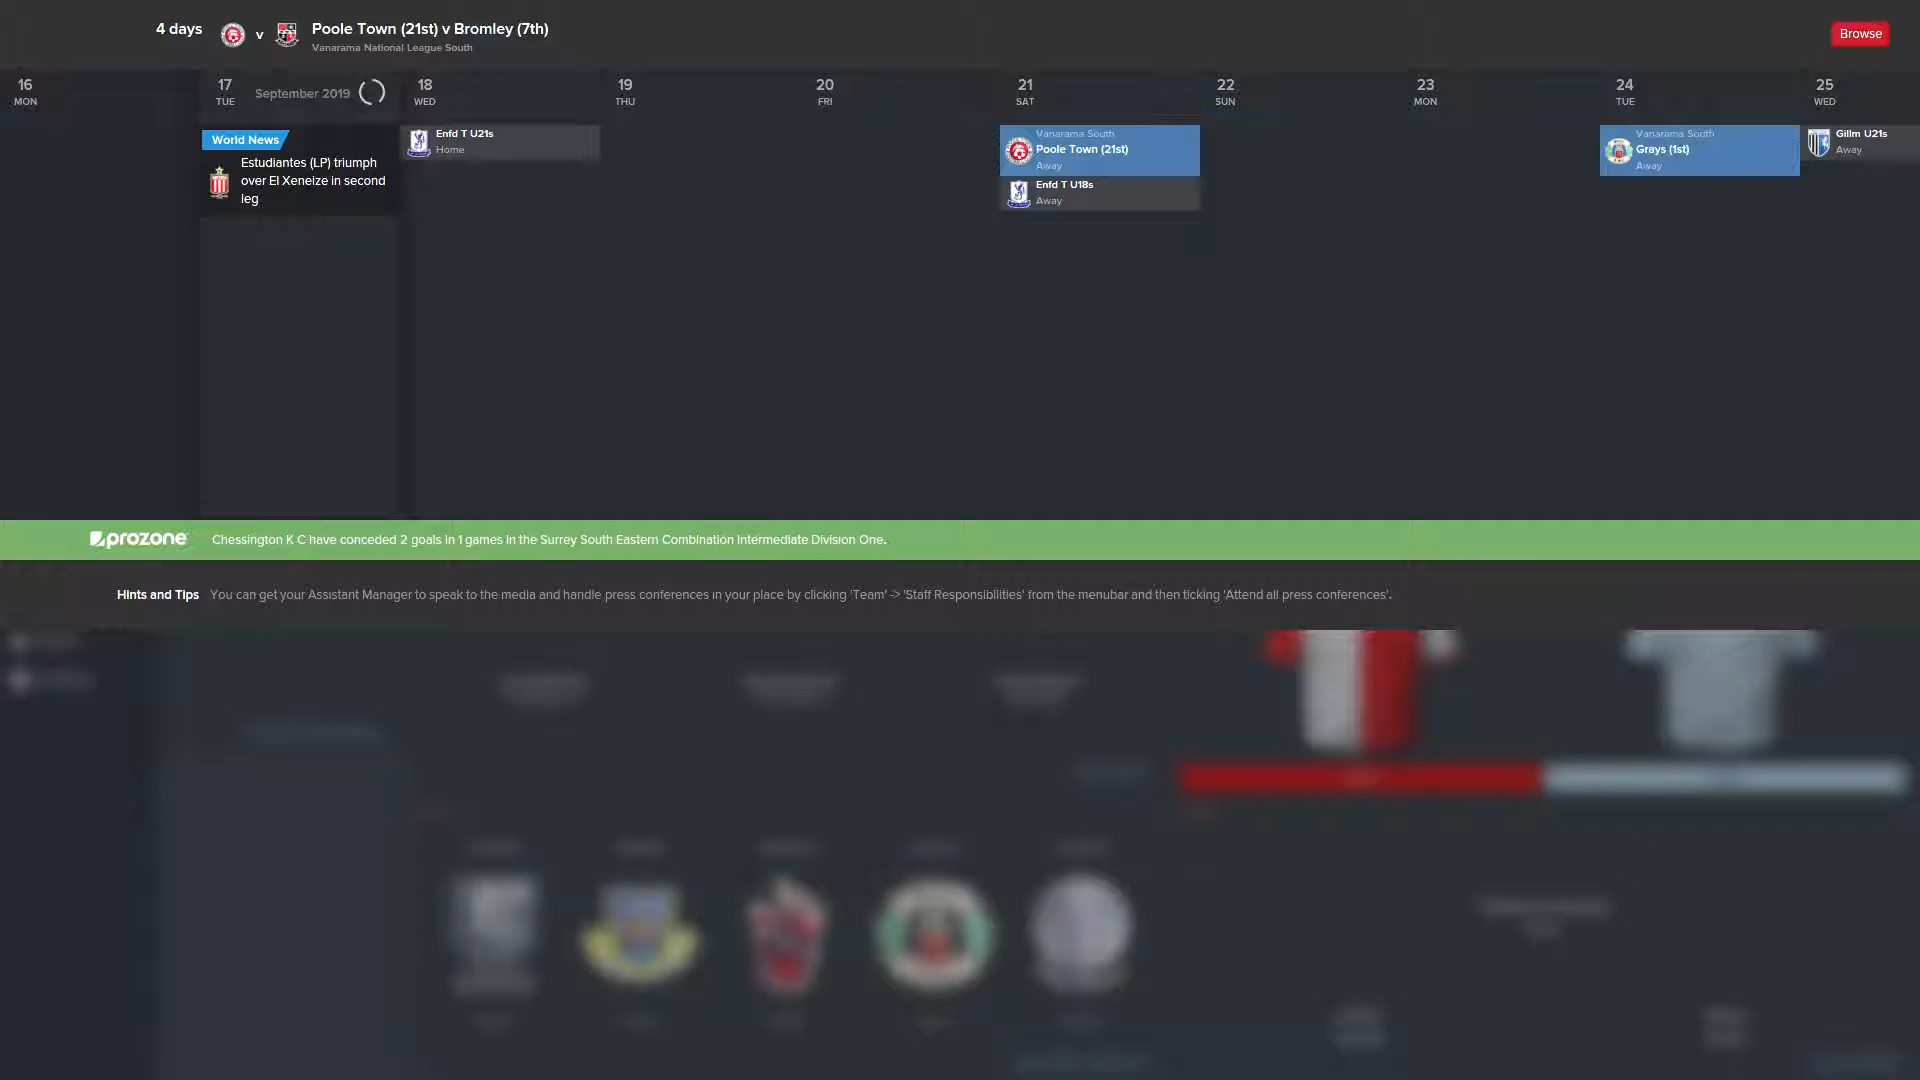 4 days
v
Poole Town (21st) v Bromley (7th)
Vanarama National League South
Browse
16
MON
17
TUE
September 2019
18
WED
19
THU
20
FRI
21
SAT
22
SUN
23
MON
24
TUE
25
WED
World News
Estudiantes (LP) triumph
over El Xeneize in second
leg
Enfd T U21s
Home
Vanarama South
Poole Town (21st)
Away
Enfd T U18s
Away
Vanarama South
Grays (1st)
Away
Gillm U21s
Away
prozone
Chessington K C have conceded 2 goals in 1 games in the Surrey South Eastern Combination Intermediate Division One.
Hints and Tips
You can get your Assistant Manager to speak to the media and handle press conferences in your place by clicking 'Team' -> 'Staff Responsibilities' from the menubar and then ticking 'Attend all press conferences'.